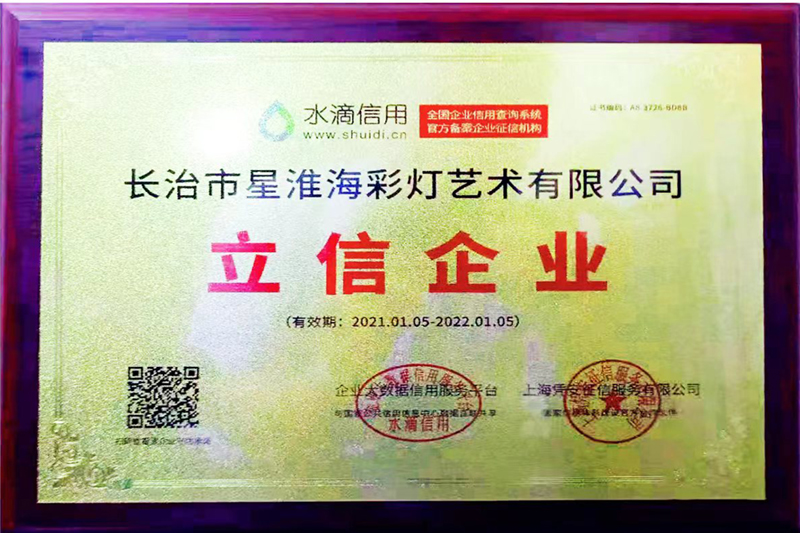 水滴信用
www.shuidi.cn
全国企业信用查询系统
官方备案企业征信机构
长治市星淮海彩灯艺术有限公司
立信企业
(有效期：2021.01.05-2022.01.05)
企业大数据信用服务平台
上海凭安征信服务有限公司
水滴信用